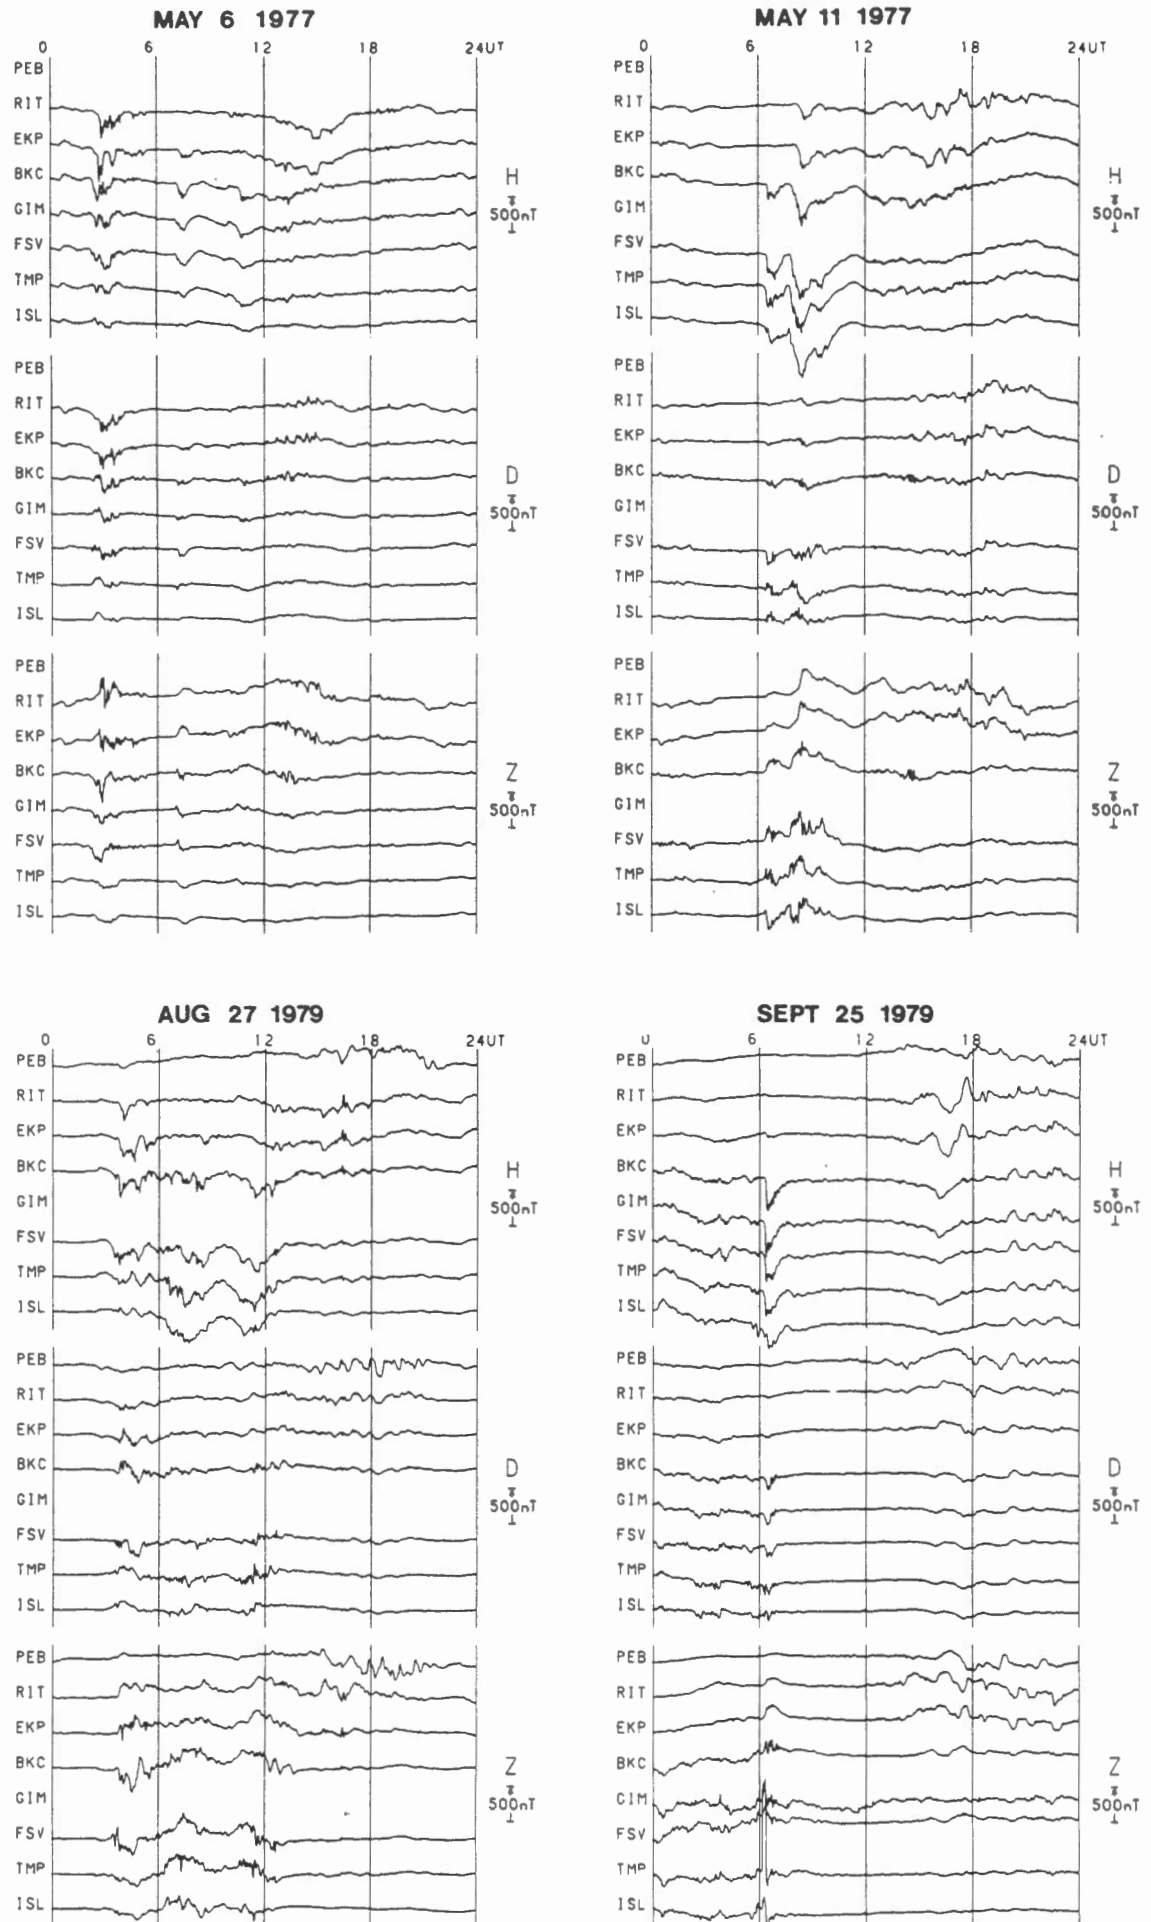 MAY 6 1977
0 6 12 18 24UT
PEB
RIT
EKP
BKC
GIM
FSV
TMP
ISL
H
500nT
PEB
RIT
EKP
BKC
GIM
FSV
TMP
ISL
D
500nT
PEB
RIT
EKP
BKC
GIM
FSV
TMP
ISL
Z
500nT
MAY 11 1977
0 6 12 18 24UT
PEB
RIT
EKP
BKC
GIM
FSV
TMP
ISL
H
500nT
PEB
RIT
EKP
BKC
GIM
FSV
TMP
ISL
D
500nT
PEB
RIT
EKP
BKC
GIM
FSV
TMP
ISL
Z
500nT
AUG 27 1979
0 6 12 18 24UT
PEB
RIT
EKP
BKC
GIM
FSV
TMP
ISL
H
500nT
PEB
RIT
EKP
BKC
GIM
FSV
TMP
ISL
D
500nT
PEB
RIT
EKP
BKC
GIM
FSV
TMP
ISL
Z
500nT
SEPT 25 1979
0 6 12 18 24UT
PEB
RIT
EKP
BKC
GIM
FSV
TMP
ISL
H
500nT
PEB
RIT
EKP
BKC
GIM
FSV
TMP
ISL
D
500nT
PEB
RIT
EKP
BKC
GIM
FSV
TMP
ISL
Z
500nT